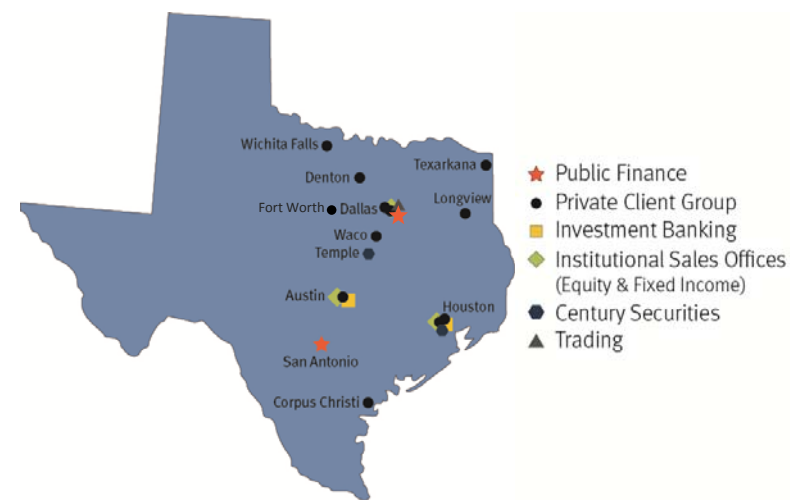 Wichita Falls
Texarkana
Denton
Longview
Fort Worth
Dallas
Waco
Temple
Austin
Houston
San Antonio
Corpus Christi
Public Finance
Private Client Group
Investment Banking
Institutional Sales Offices
(Equity & Fixed Income)
Century Securities
Trading